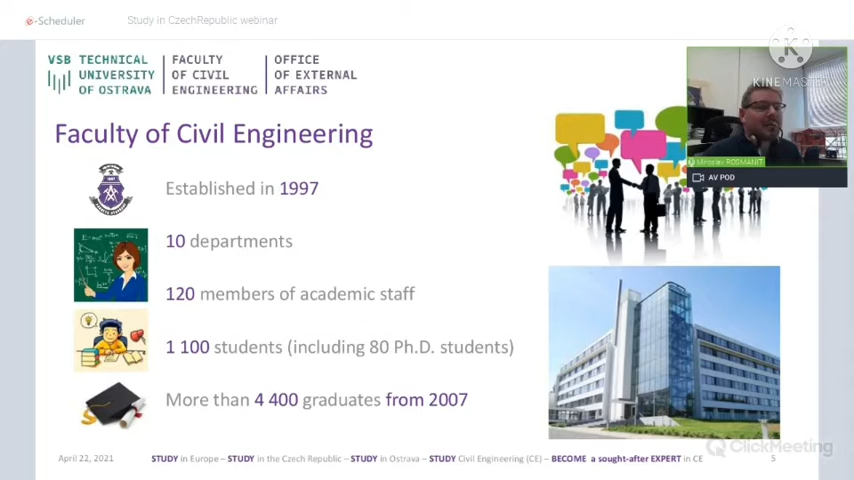 e-Scheduler
Study in CzechRepublic webinar
VSB TECHNICAL
UNIVERSITY
OF OSTRAVA
FACULTY
OF CIVIL
ENGINEERING
OFFICE
OF EXTERNAL
AFFAIRS
K
KINEMASTER
Faculty of Civil Engineering
Miroslav ROSMANIT
AV POD
Established in 1997
10 departments
120 members of academic staff
1 100 students (including 80 Ph.D. students)
More than 4 400 graduates from 2007
ClickMeeting
April 22, 2021
STUDY in Europe – STUDY in the Czech Republic – STUDY in Ostrava – STUDY Civil Engineering (CE) – BECOME a sought-after EXPERT in CE
5